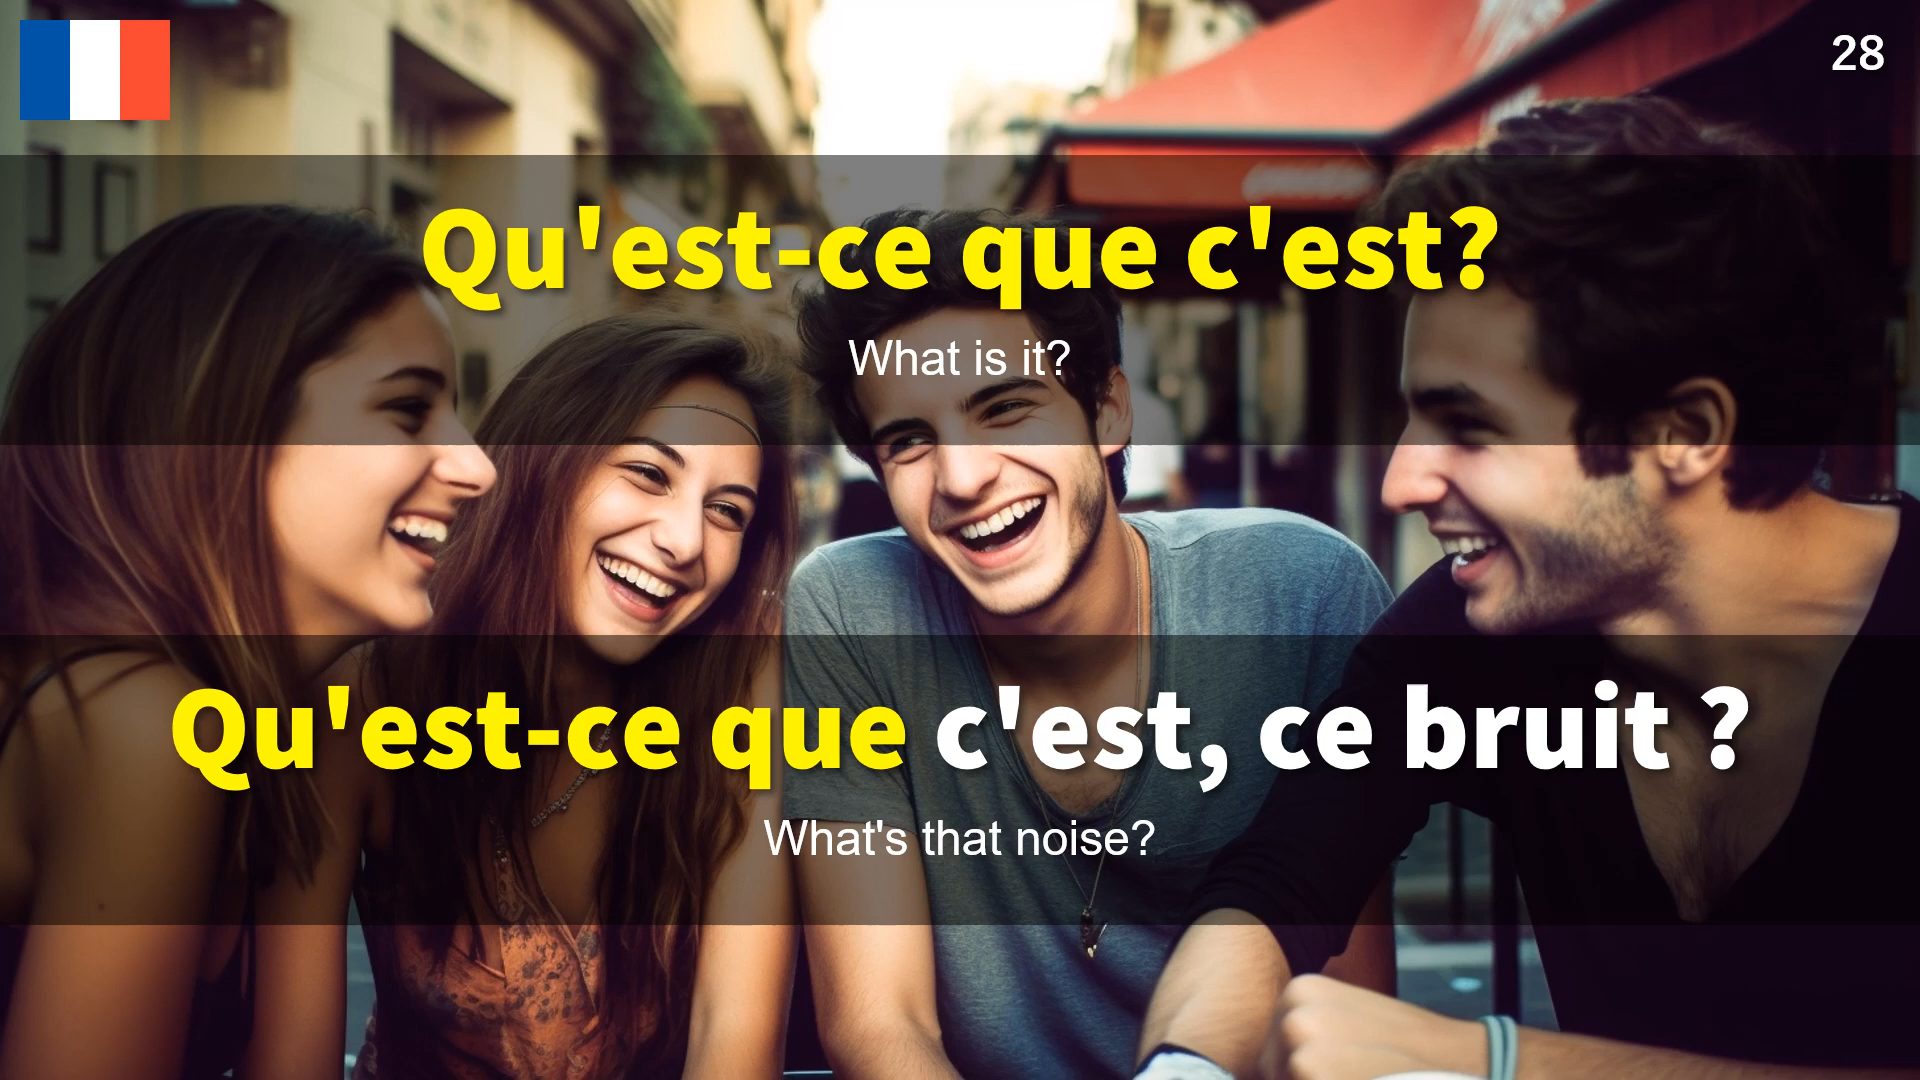 28
Qu'est-ce que c'est?
What is it?
Qu'est-ce que c'est, ce bruit ?
What's that noise?